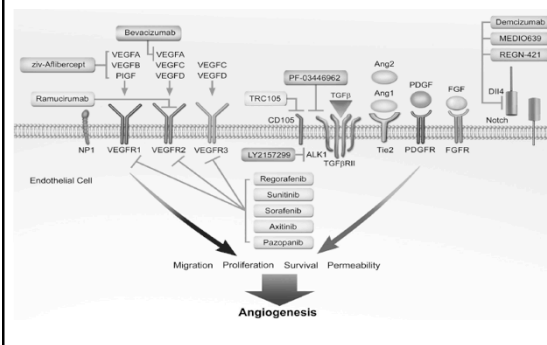 Bevacizumab
ziv-Aflibercept
VEGFA
VEGFB
PIGF
VEGFA
VEGFC
VEGFD
VEGFC
VEGFD
Ramucirumab
NP1
VEGFR1
VEGFR2
VEGFR3
Endothelial Cell
PF-03446962
TRC105
CD105
TGFβ
LY2157299
ALK1
TGFβRII
Ang2
Ang1
Tie2
PDGF
PDGFR
FGF
FGFR
Demcizumab
MEDIO639
REGN-421
Dll4
Notch
Regorafenib
Sunitinib
Sorafenib
Axitinib
Pazopanib
Migration Proliferation Survival Permeability
Angiogenesis